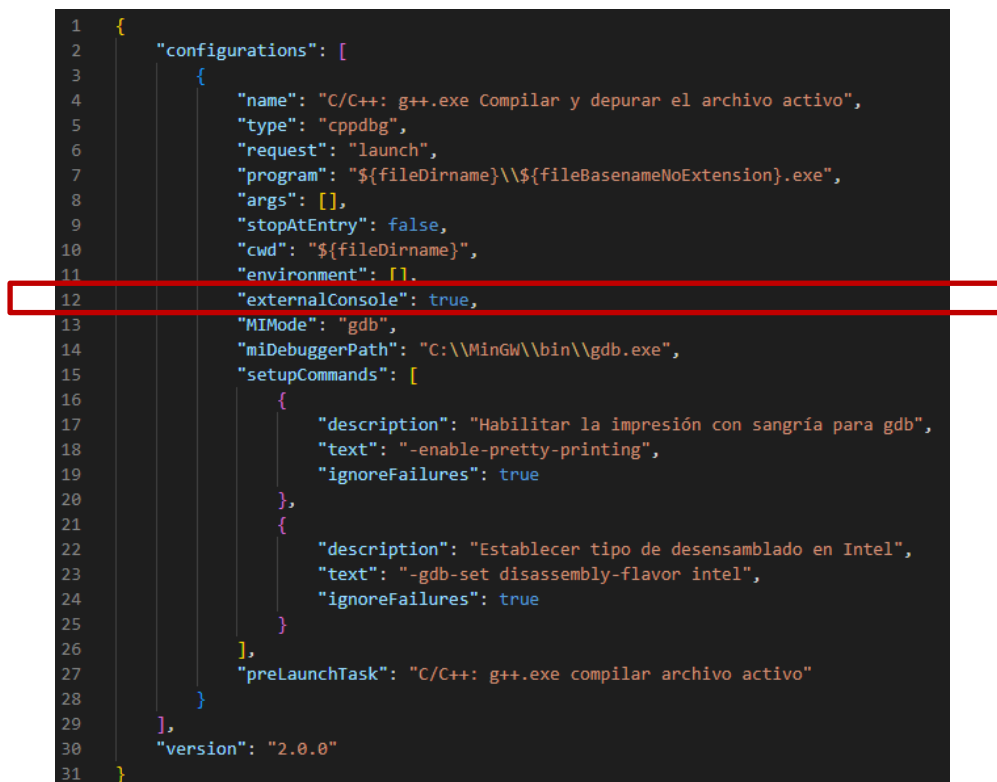 1 {
2 "configurations": [
3 {
4 "name": "C/C++: g++.exe Compilar y depurar el archivo activo",
5 "type": "cppdbg",
6 "request": "launch",
7 "program": "${fileDirname}\\${fileBasenameNoExtension}.exe",
8 "args": [],
9 "stopAtEntry": false,
10 "cwd": "${fileDirname}",
11 "environment": [],
12 "externalConsole": true,
13 "MIMode": "gdb",
14 "miDebuggerPath": "C:\\MinGW\\bin\\gdb.exe",
15 "setupCommands": [
16 {
17 "description": "Habilitar la impresión con sangría para gdb",
18 "text": "-enable-pretty-printing",
19 "ignoreFailures": true
20 },
21 {
22 "description": "Establecer tipo de desensamblado en Intel",
23 "text": "-gdb-set disassembly-flavor intel",
24 "ignoreFailures": true
25 }
26 ],
27 "preLaunchTask": "C/C++: g++.exe compilar archivo activo"
28 }
29 ],
30 "version": "2.0.0"
31 }